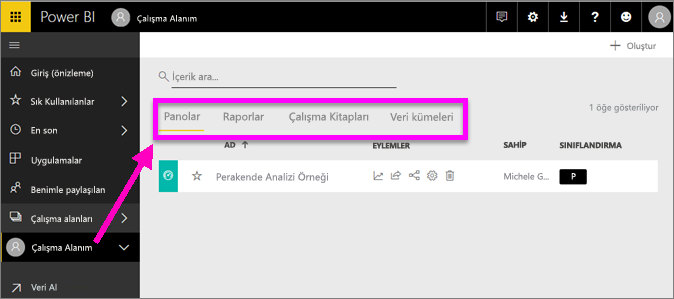 Power BI
Çalışma Alanım
?
Oluştur
Giriş (önizleme)
Sık Kullanılanlar
En son
Uygulamalar
Benimle paylaşılan
Çalışma alanları
Çalışma Alanım
Veri Al
İçerik ara...
Panolar Raporlar Çalışma Kitapları Veri kümeleri
1 öğe gösteriliyor
AD EYLEMLER SAHİP SINIFLANDIRMA
Perakende Analizi Örneği Michele G... P